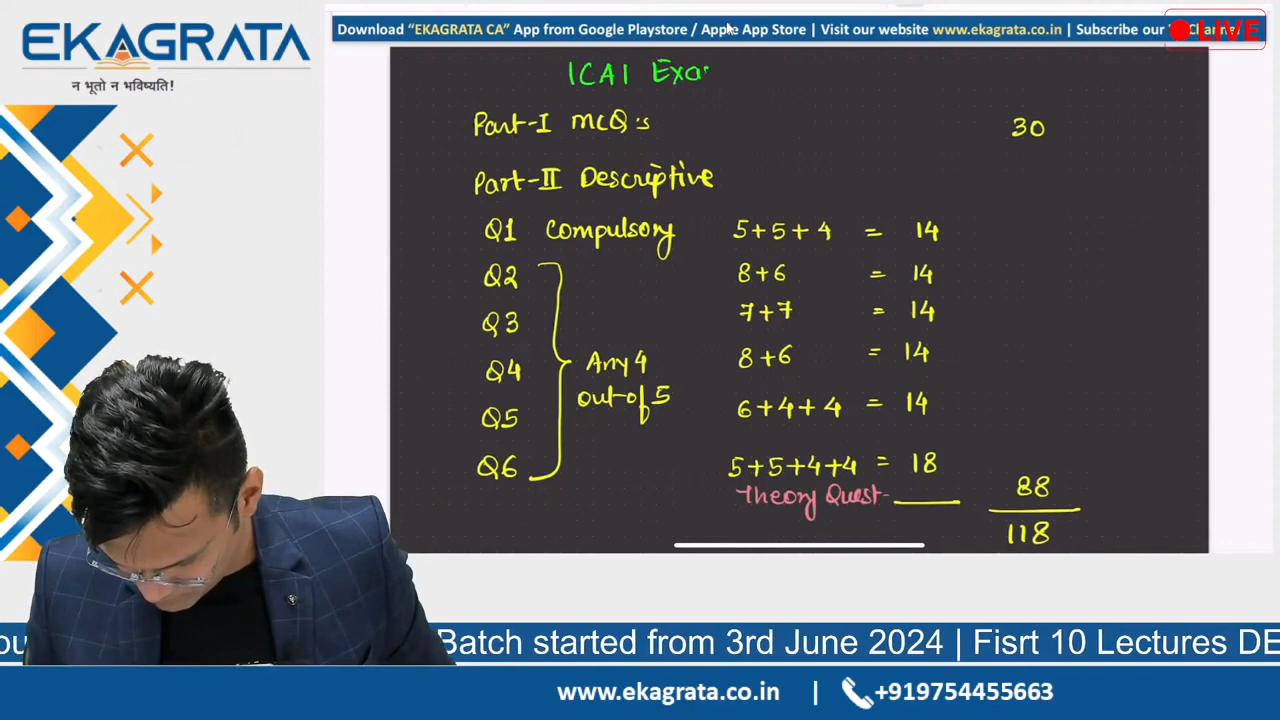 EKAGRATA
न भूतो न भविष्यति!
Download “EKAGRATA CA” App from Google Playstore / Apple App Store | Visit our website www.ekagrata.co.in | Subscribe our
LIVE
ICAI Exa
Part-I MCQ's 30
Part-II Descriptive
Q1 Compulsory 5+5+4 = 14
Q2 8+6 = 14
Q3 7+7 = 14
Q4 8+6 = 14
Any 4
out of 5
Q5 6+4+4 = 14
Q6 5+5+4+4 = 18
Theory Quest- 88
118
Batch started from 3rd June 2024 | Fisrt 10 Lectures DE
www.ekagrata.co.in | +919754455663